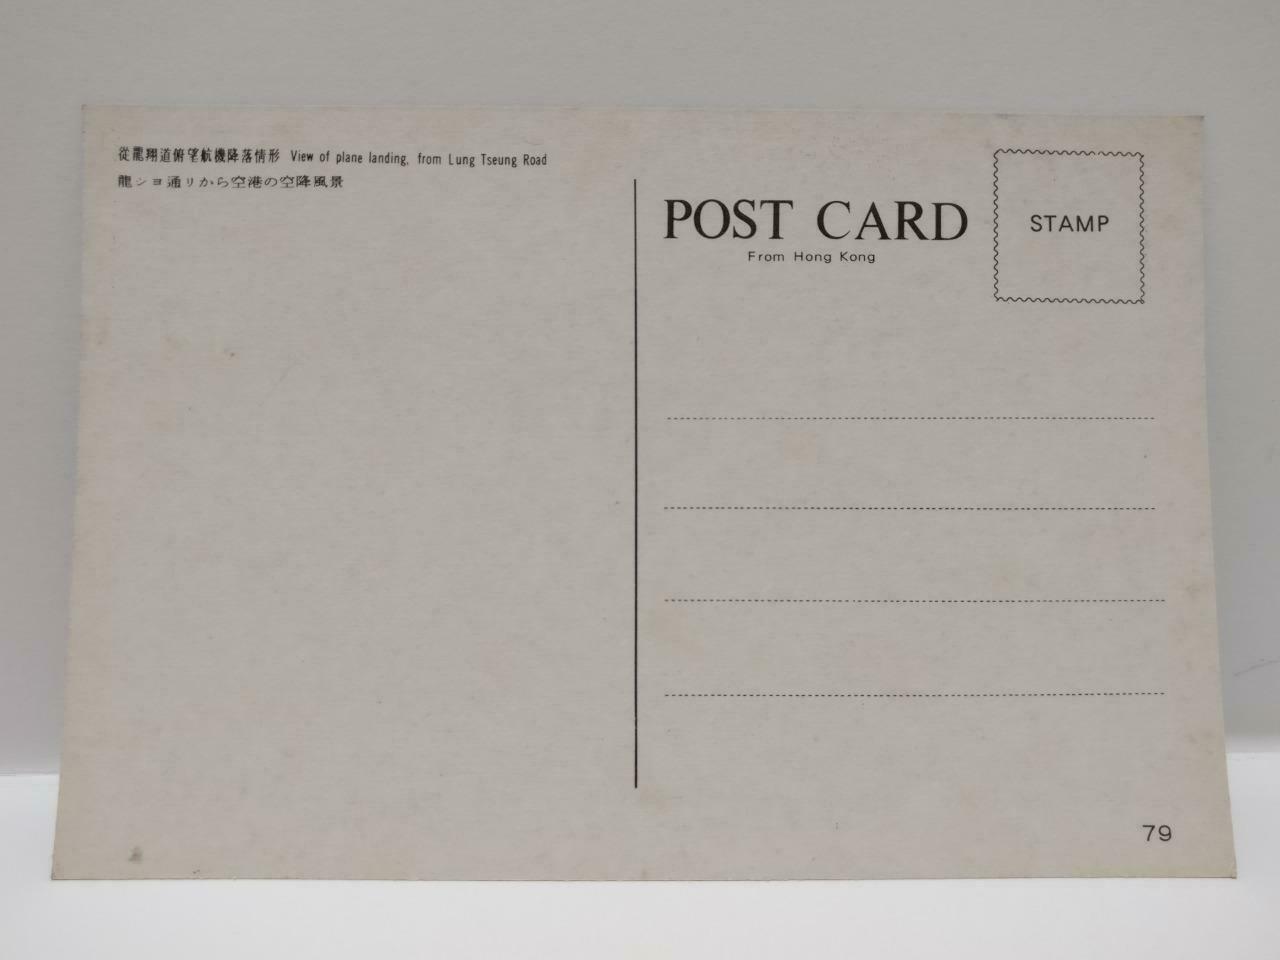 從龍翔道俯望航機降落情形 View of plane landing, from Lung Tseung Road
龍シヨ通リから空港の空降風景
POST CARD
From Hong Kong
STAMP
79